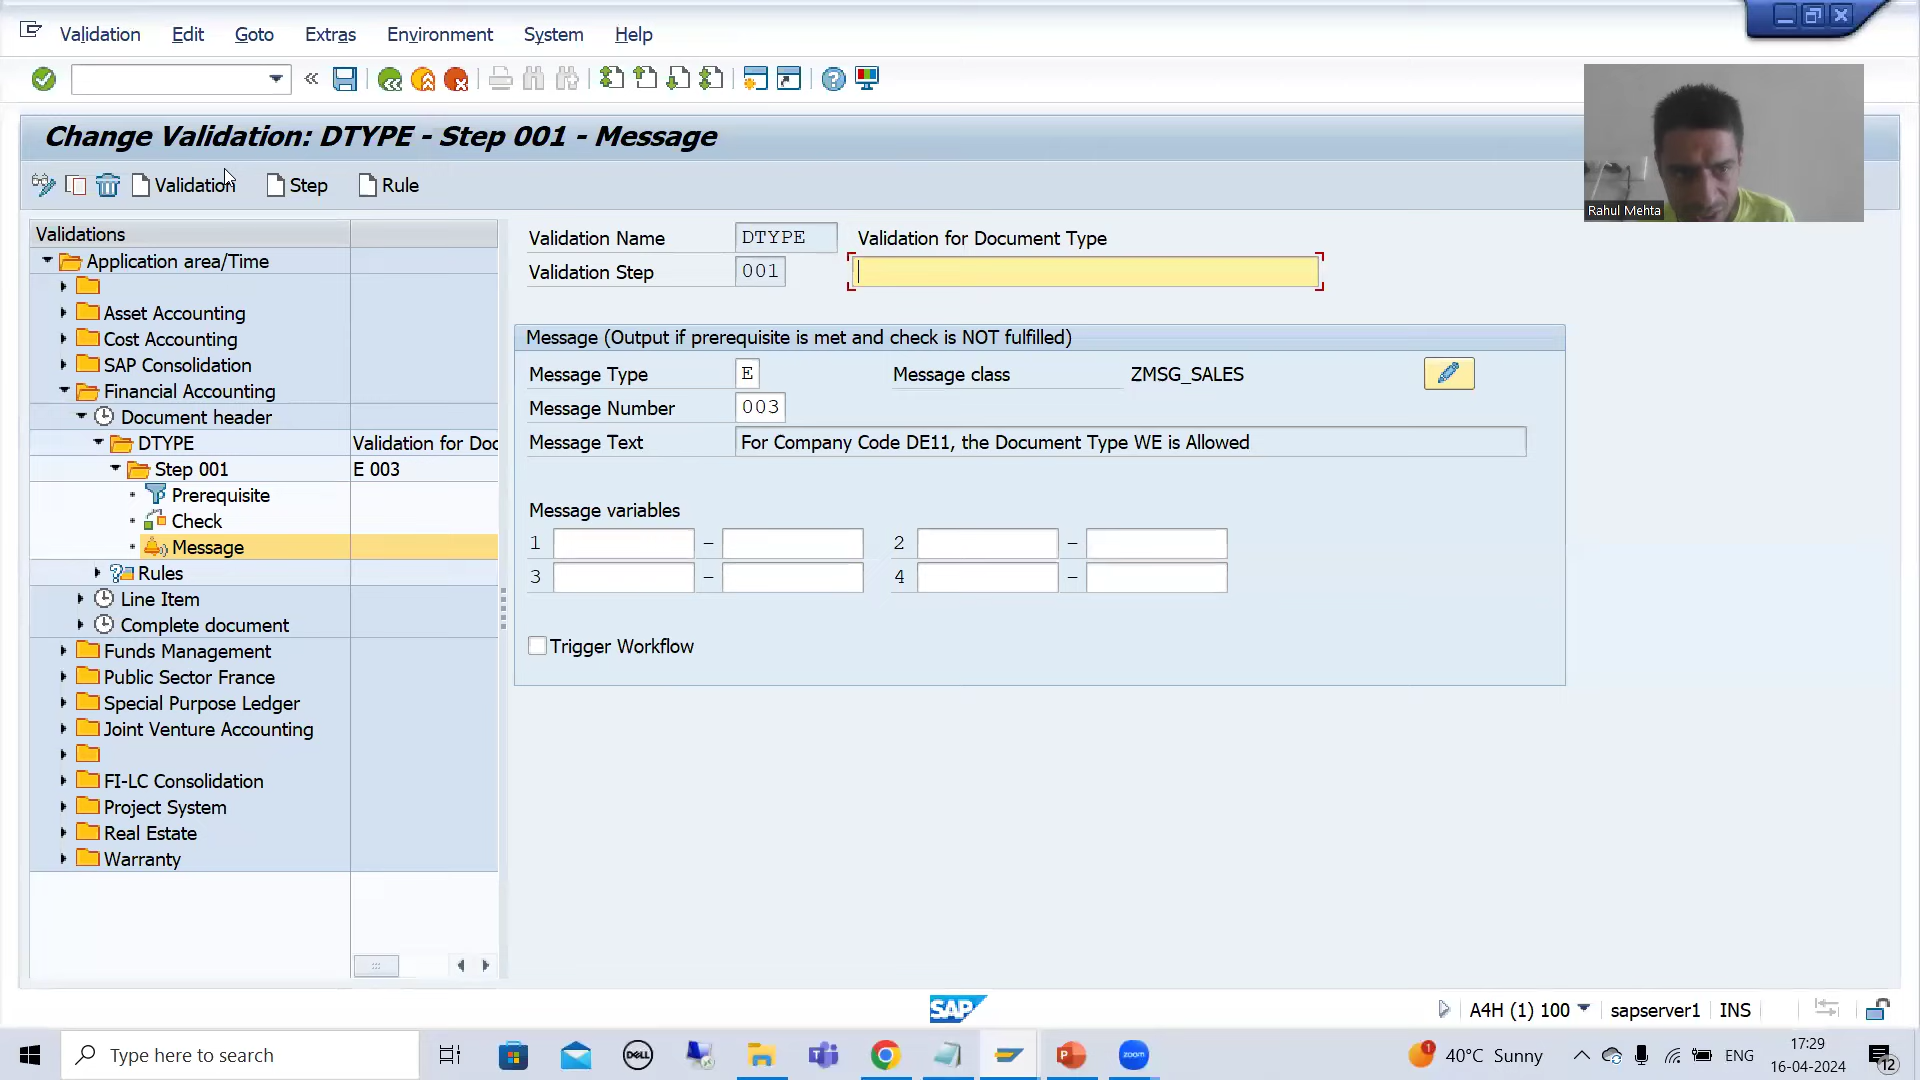 Validation Edit Goto Extras Environment System Help
Change Validation: DTYPE - Step 001 - Message
Validation Step Rule
Rahul Mehta
Validations
Application area/Time
Asset Accounting
Cost Accounting
SAP Consolidation
Financial Accounting
Document header
DTYPE Validation for Doc
Step 001 E 003
Prerequisite
Check
Message
Rules
Line Item
Complete document
Funds Management
Public Sector France
Special Purpose Ledger
Joint Venture Accounting
FI-LC Consolidation
Project System
Real Estate
Warranty
Validation Name DTYPE Validation for Document Type
Validation Step 001
Message (Output if prerequisite is met and check is NOT fulfilled)
Message Type E Message class ZMSG_SALES
Message Number 003
Message Text For Company Code DE11, the Document Type WE is Allowed
Message variables
1 – 2 –
3 – 4 –
Trigger Workflow
SAP A4H (1) 100 sapserver1 INS
Type here to search DELL zoom 1 40°C Sunny ENG 17:29
16-04-2024 12